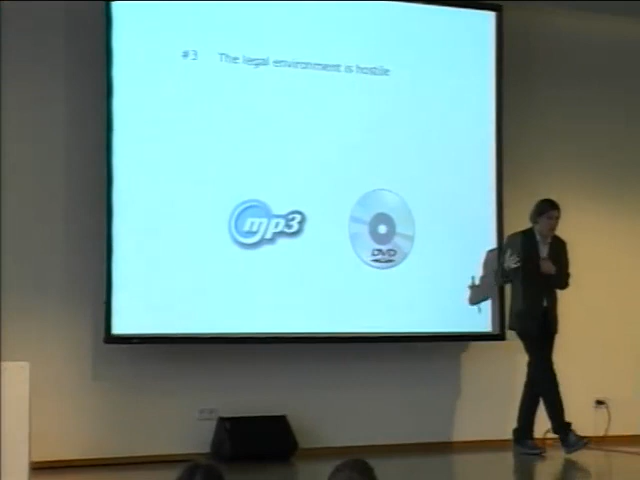 #3 The legal environment is hostile
mp3
DVD